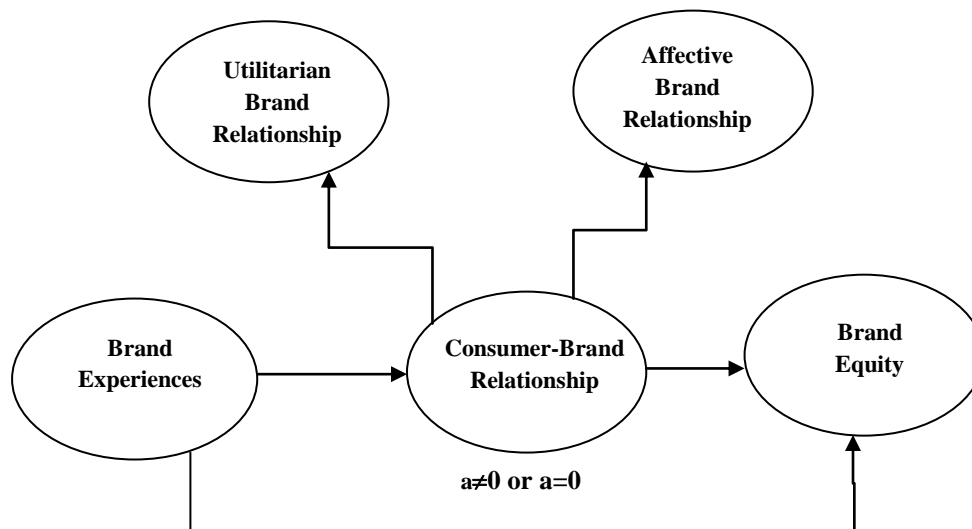 Utilitarian
Brand
Relationship
Affective
Brand
Relationship
Brand
Experiences
Consumer-Brand
Relationship
Brand
Equity
a≠0 or a=0